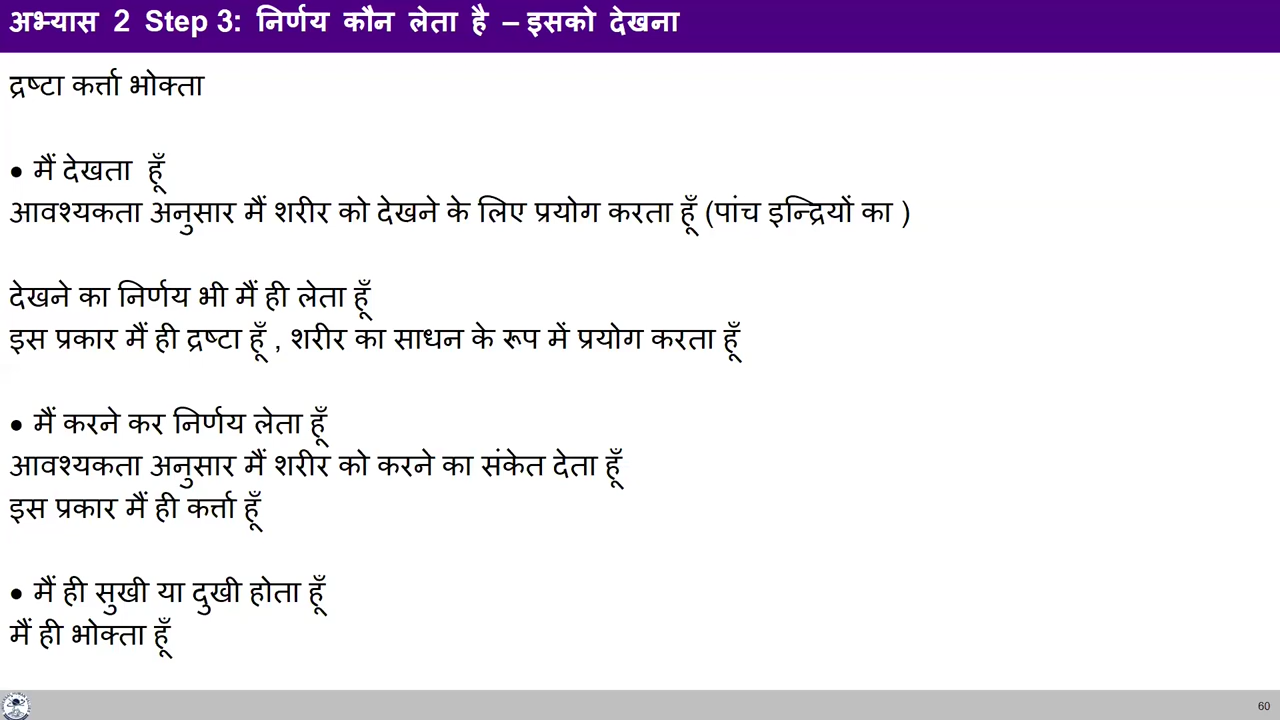 अभ्यास 2 Step 3: निर्णय कौन लेता है – इसको देखना
द्रष्टा कर्त्ता भोक्ता
• मैं देखता हूँ
आवश्यकता अनुसार मैं शरीर को देखने के लिए प्रयोग करता हूँ (पांच इन्द्रियों का )
देखने का निर्णय भी मैं ही लेता हूँ
इस प्रकार मैं ही द्रष्टा हूँ , शरीर का साधन के रूप में प्रयोग करता हूँ
• मैं करने कर निर्णय लेता हूँ
आवश्यकता अनुसार मैं शरीर को करने का संकेत देता हूँ
इस प्रकार मैं ही कर्त्ता हूँ
• मैं ही सुखी या दुखी होता हूँ
मैं ही भोक्ता हूँ
60